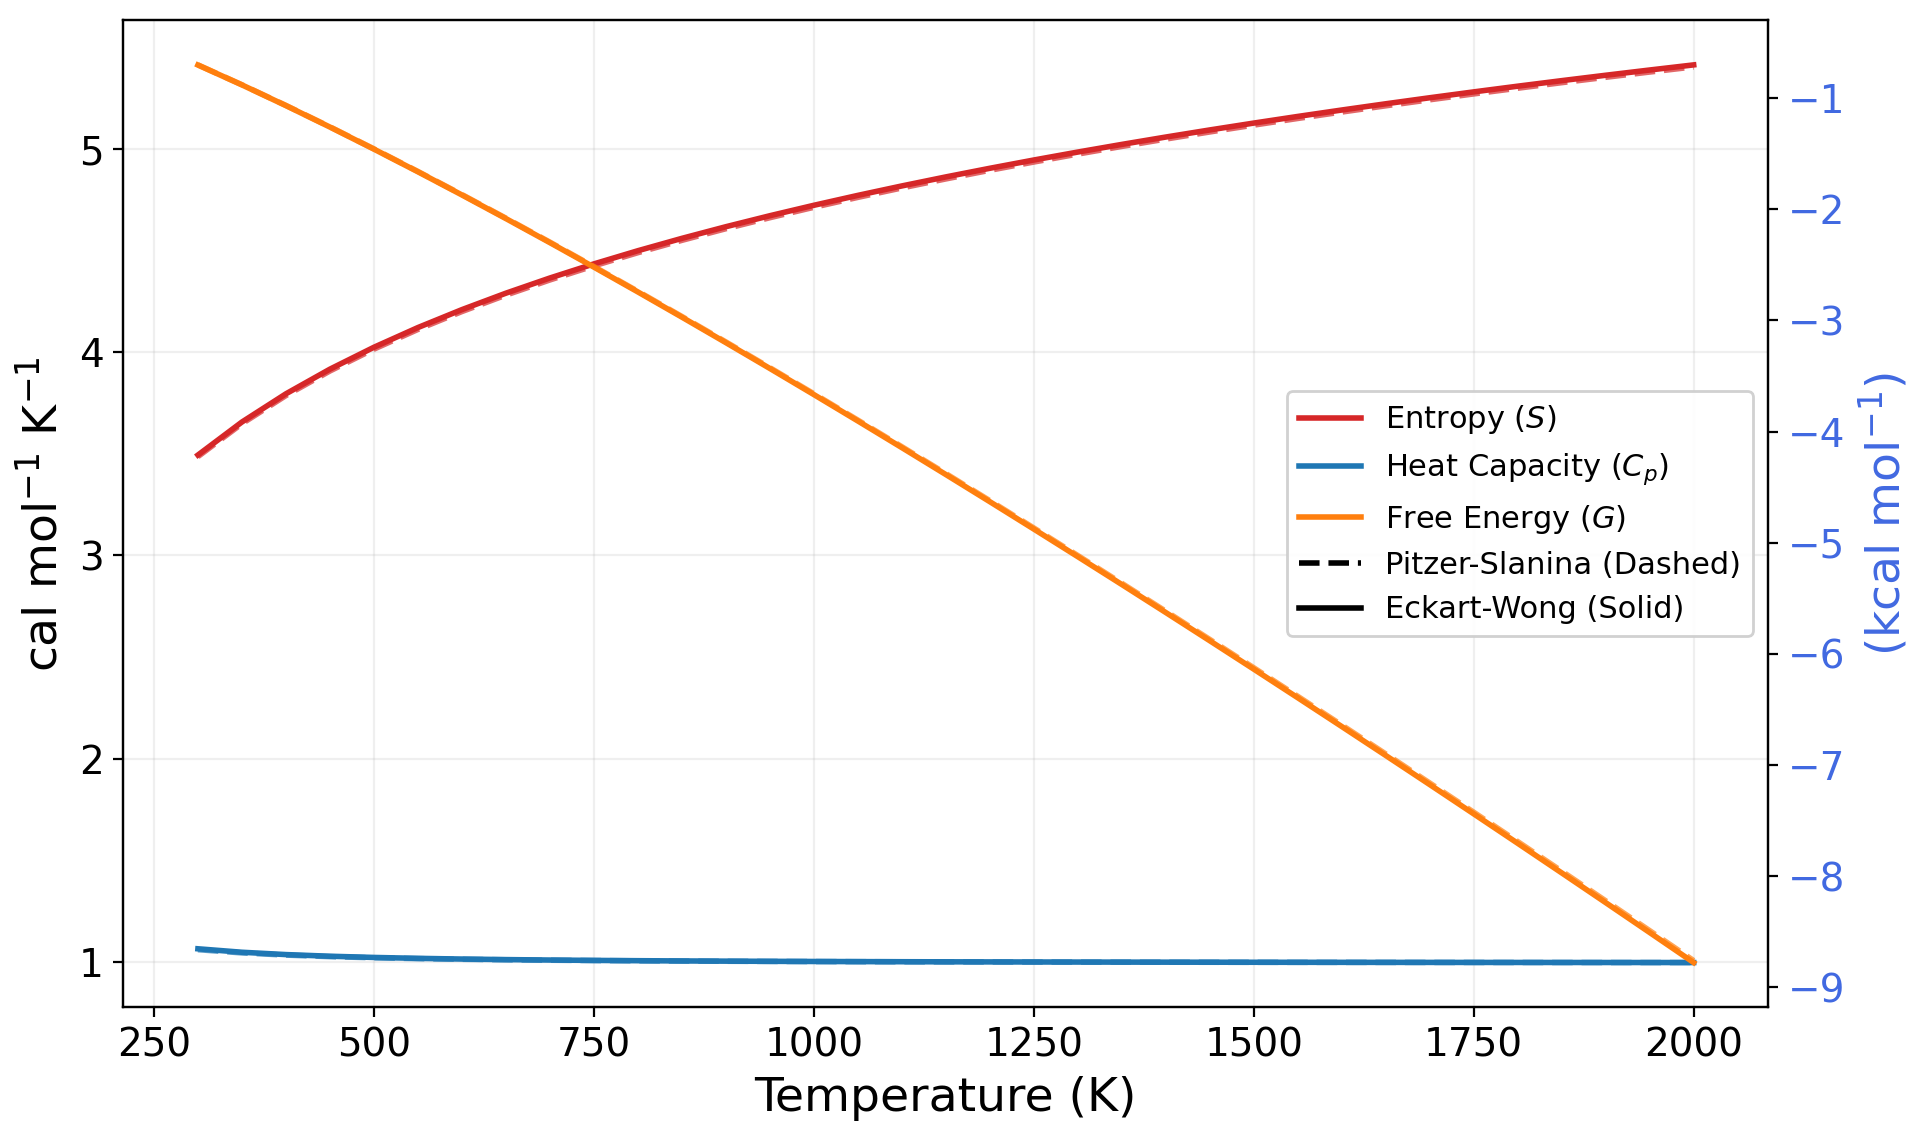 cal mol⁻¹ K⁻¹
5
4
3
2
1
−1
−2
−3
−4
−5
−6
−7
−8
−9
(kcal mol⁻¹)
Entropy (S)
Heat Capacity (Cₚ)
Free Energy (G)
Pitzer-Slanina (Dashed)
Eckart-Wong (Solid)
250 500 750 1000 1250 1500 1750 2000
Temperature (K)